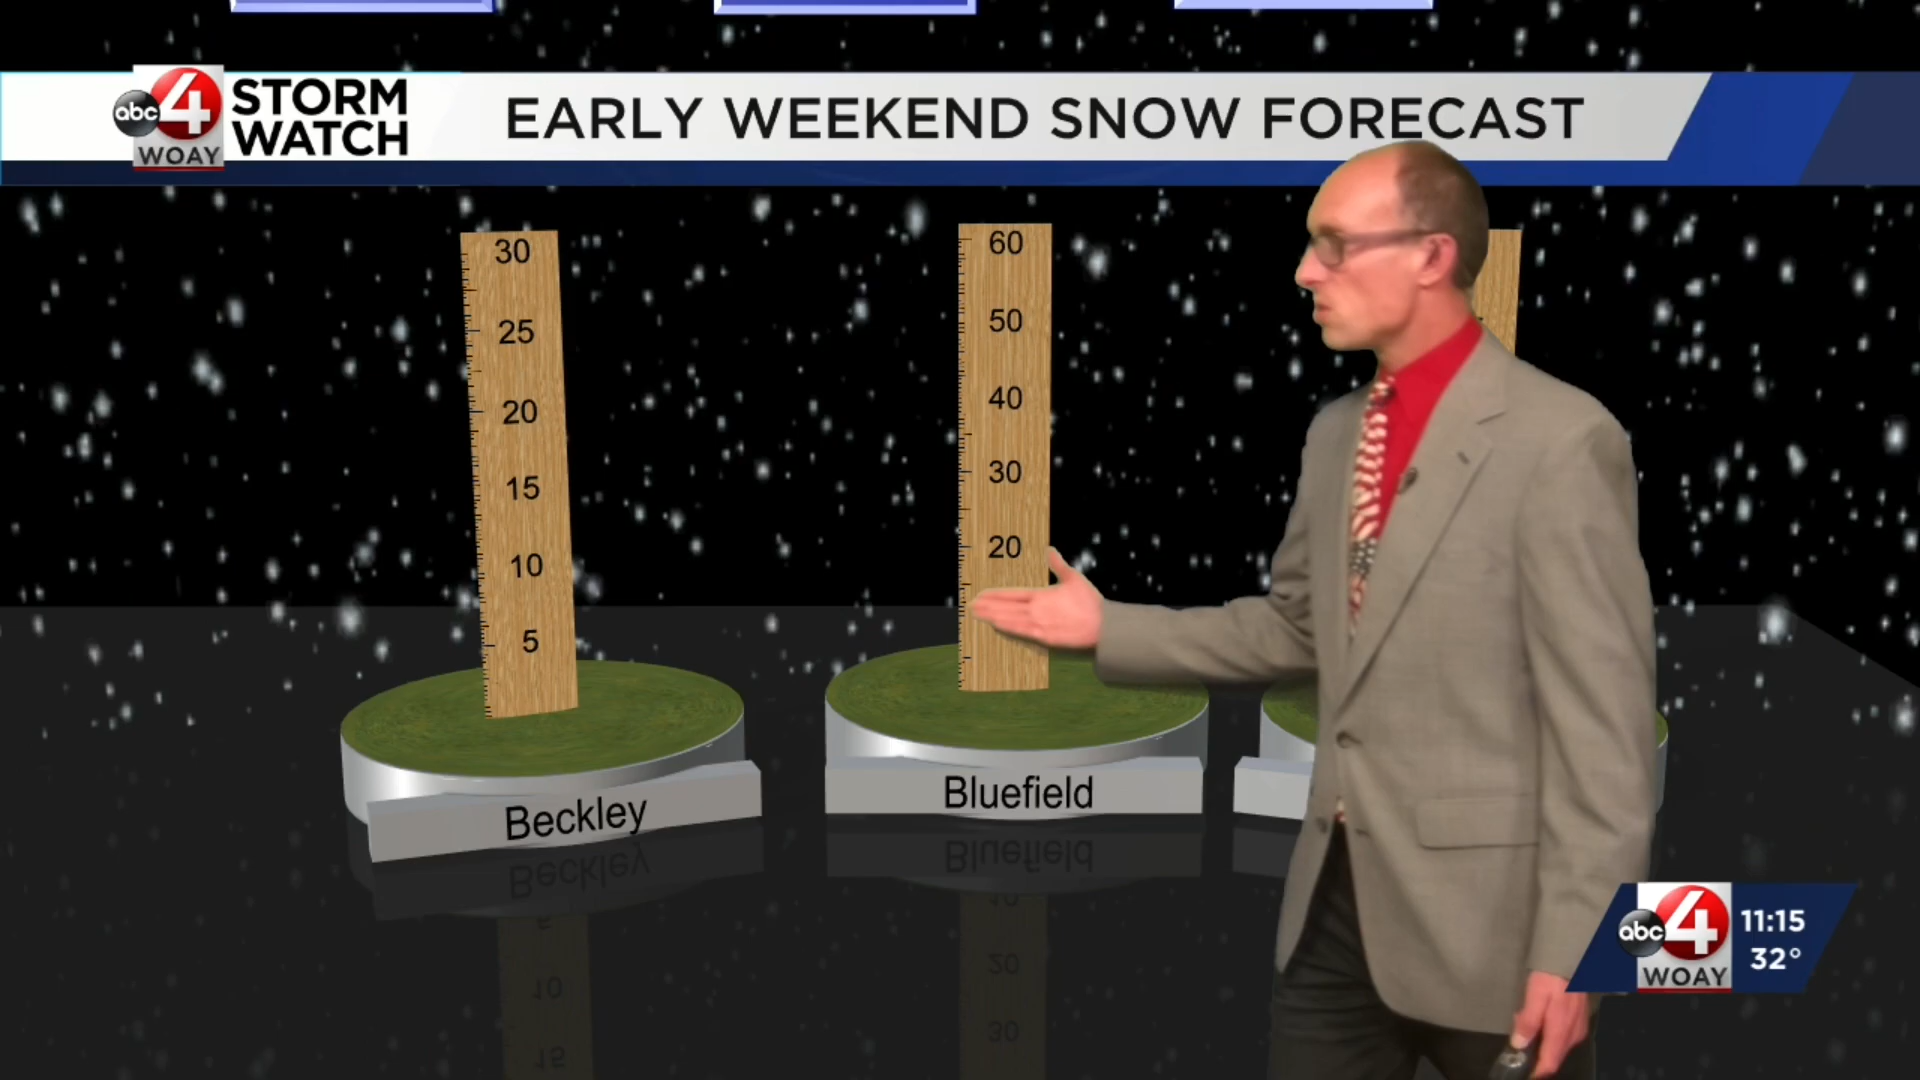 abc 4
WOAY
STORM
WATCH
EARLY WEEKEND SNOW FORECAST
30
25
20
15
10
5
60
50
40
30
20
Beckley
Bluefield
abc 4
WOAY
11:15
32°